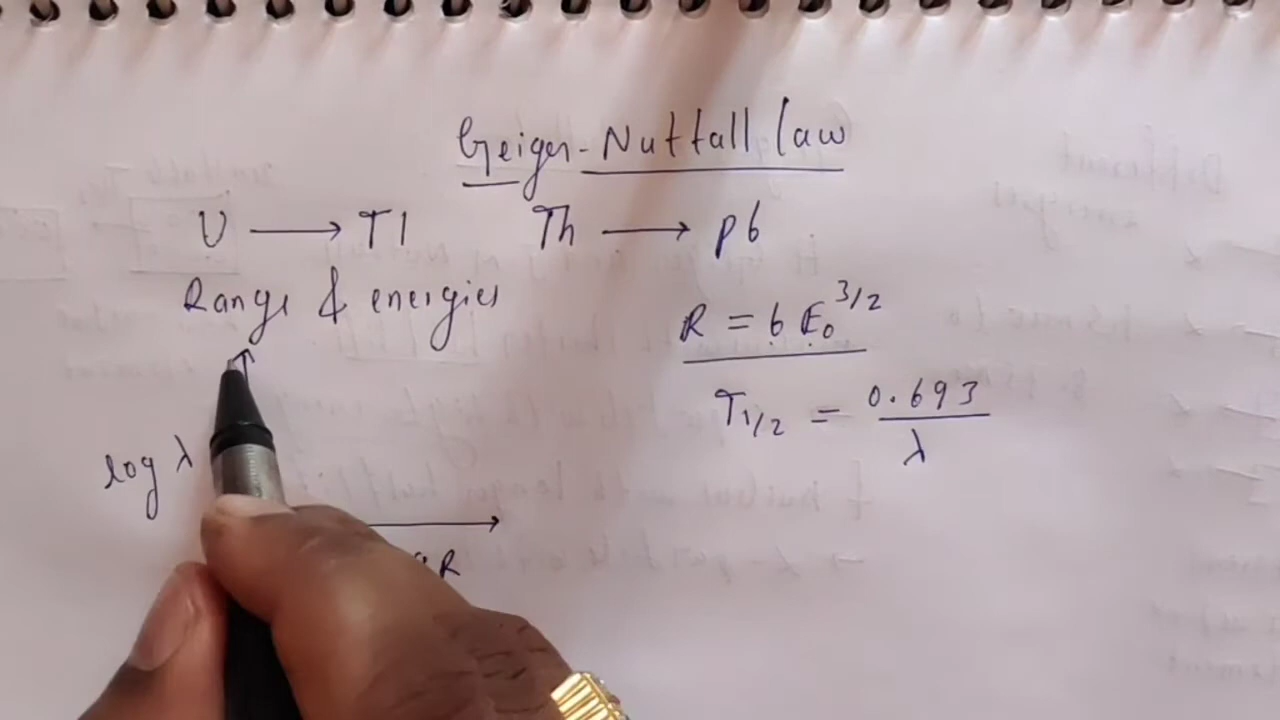 Geiger-Nuttall law
U → Tl Th → Pb
Range & energies
R = b E₀^3/2
T1/2 = 0.693/λ
log λ
R